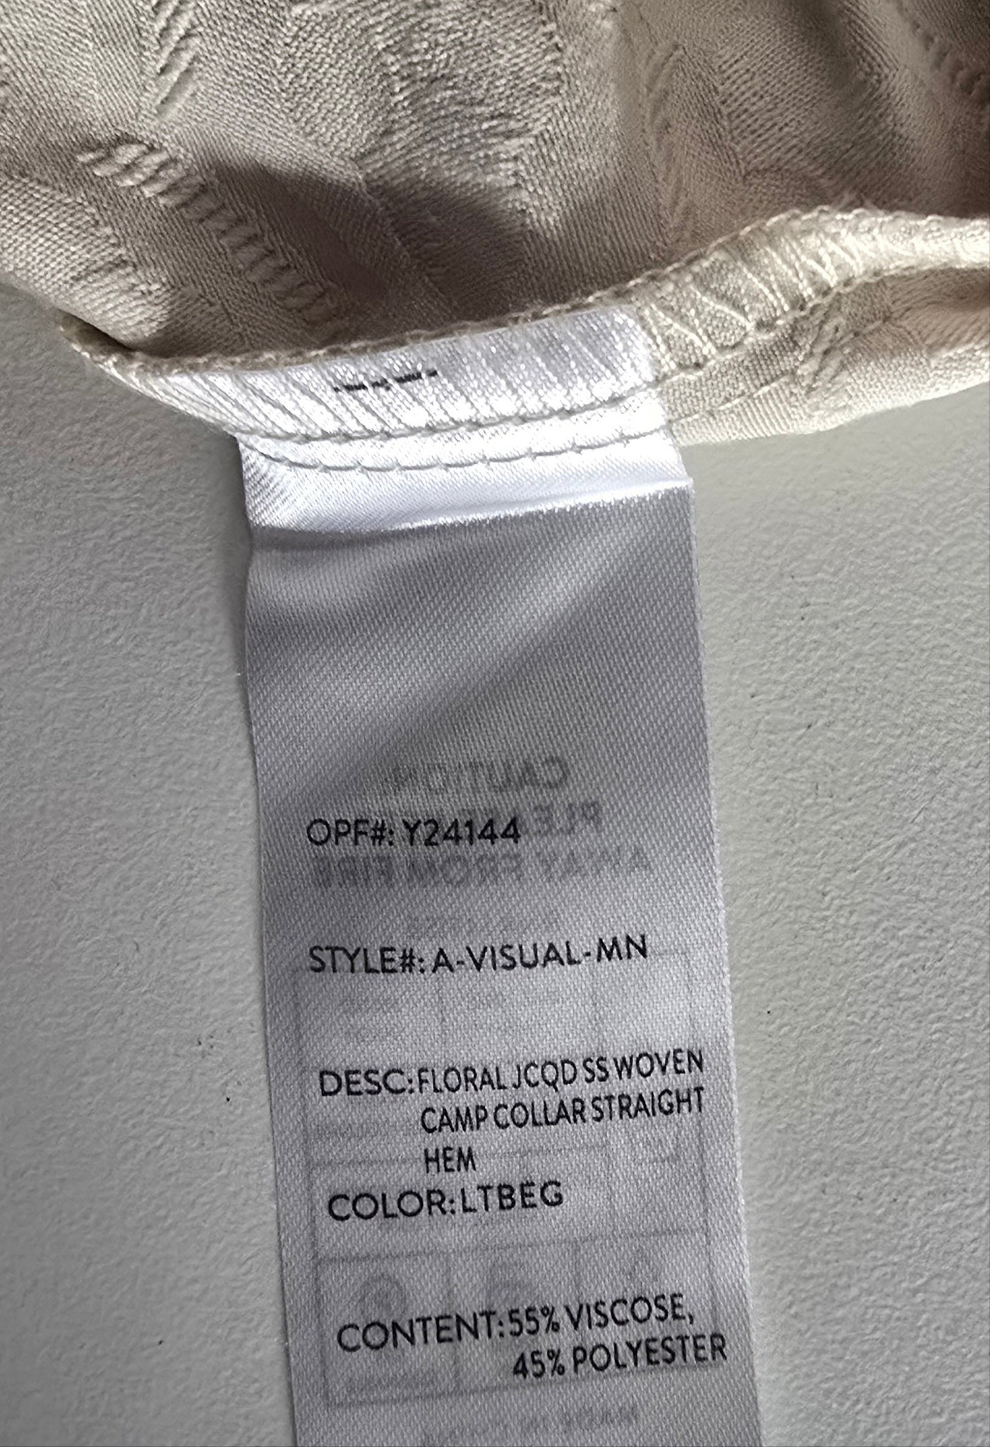 OPF#: Y24144
STYLE#: A-VISUAL-MN
DESC: FLORAL JCQD SS WOVEN
CAMP COLLAR STRAIGHT
HEM
COLOR: LTBEG
CONTENT: 55% VISCOSE,
45% POLYESTER